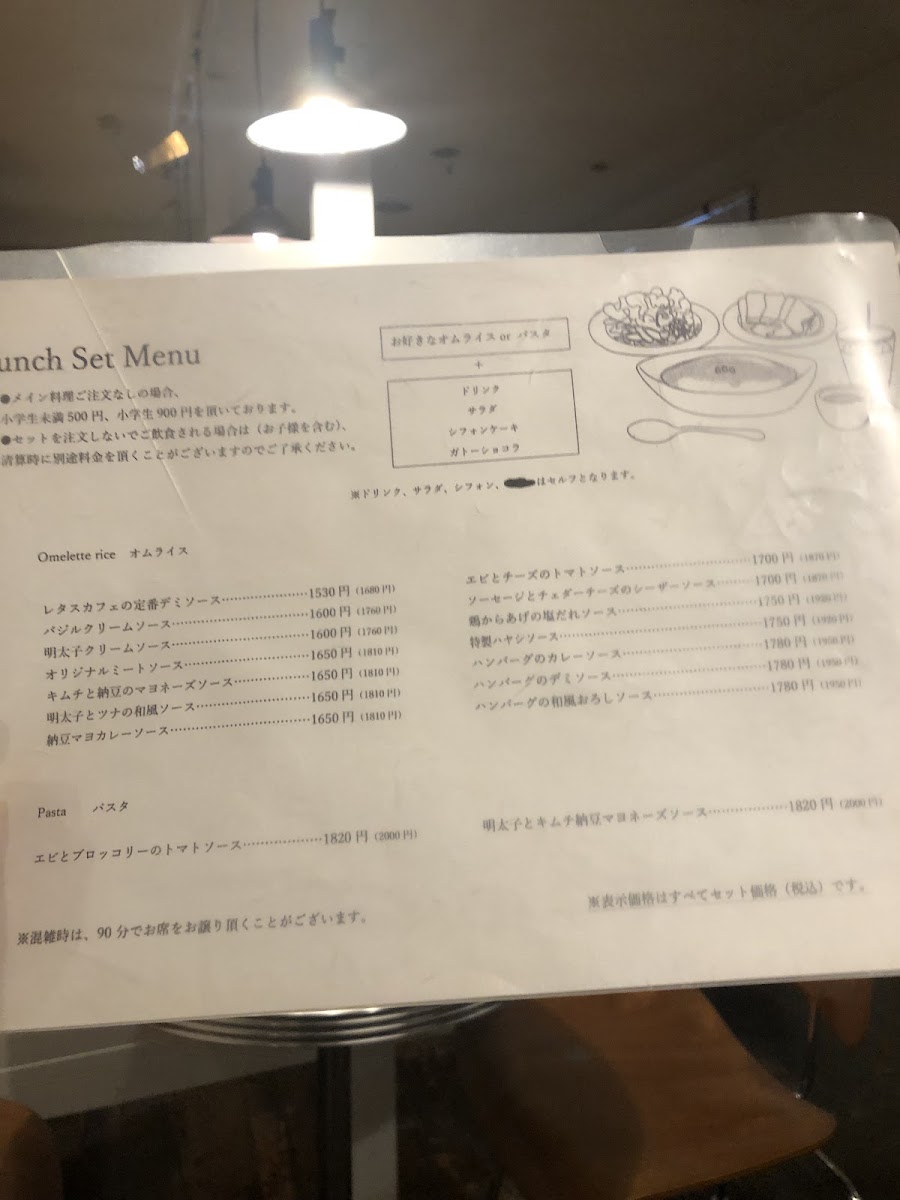 unch Set Menu
●メイン料理ご注文なしの場合、
小学生未満500円、小学生900円を頂いております。
●セットを注文しないでご飲食される場合は（お子様を含む）、
清算時に別途料金を頂くことがございますのでご了承ください。
お好きなオムライス or パスタ
+
ドリンク
サラダ
シフォンケーキ
ガトーショコラ
※ドリンク、サラダ、シフォン、はセルフとなります。
Omelette rice オムライス
レタスカフェの定番デミソース…………………1530円（1680円）
バジルクリームソース…………………1600円（1760円）
明太子クリームソース…………………1600円（1760円）
オリジナルミートソース…………………1650円（1810円）
キムチと納豆のマヨネーズソース…………………1650円（1810円）
明太子とツナの和風ソース…………………1650円（1810円）
納豆マヨカレーソース…………………1650円（1810円）
エビとチーズのトマトソース…………………1700円（1870円）
ソーセージとチェダーチーズのシーザーソース…………………1700円（1870円）
鶏からあげの塩だれソース…………………1750円
特製ハヤシソース…………………1750円
ハンバーグのカレーソース…………………1780円（1950円）
ハンバーグのデミソース…………………1780円（1950円）
ハンバーグの和風おろしソース…………………1780円（1950円）
Pasta パスタ
エビとブロッコリーのトマトソース…………………1820円（2000円）
明太子とキムチ納豆マヨネーズソース…………………1820円（2000円）
※表示価格はすべてセット価格（税込）です。
※混雑時は、90分でお席をお譲り頂くことがございます。